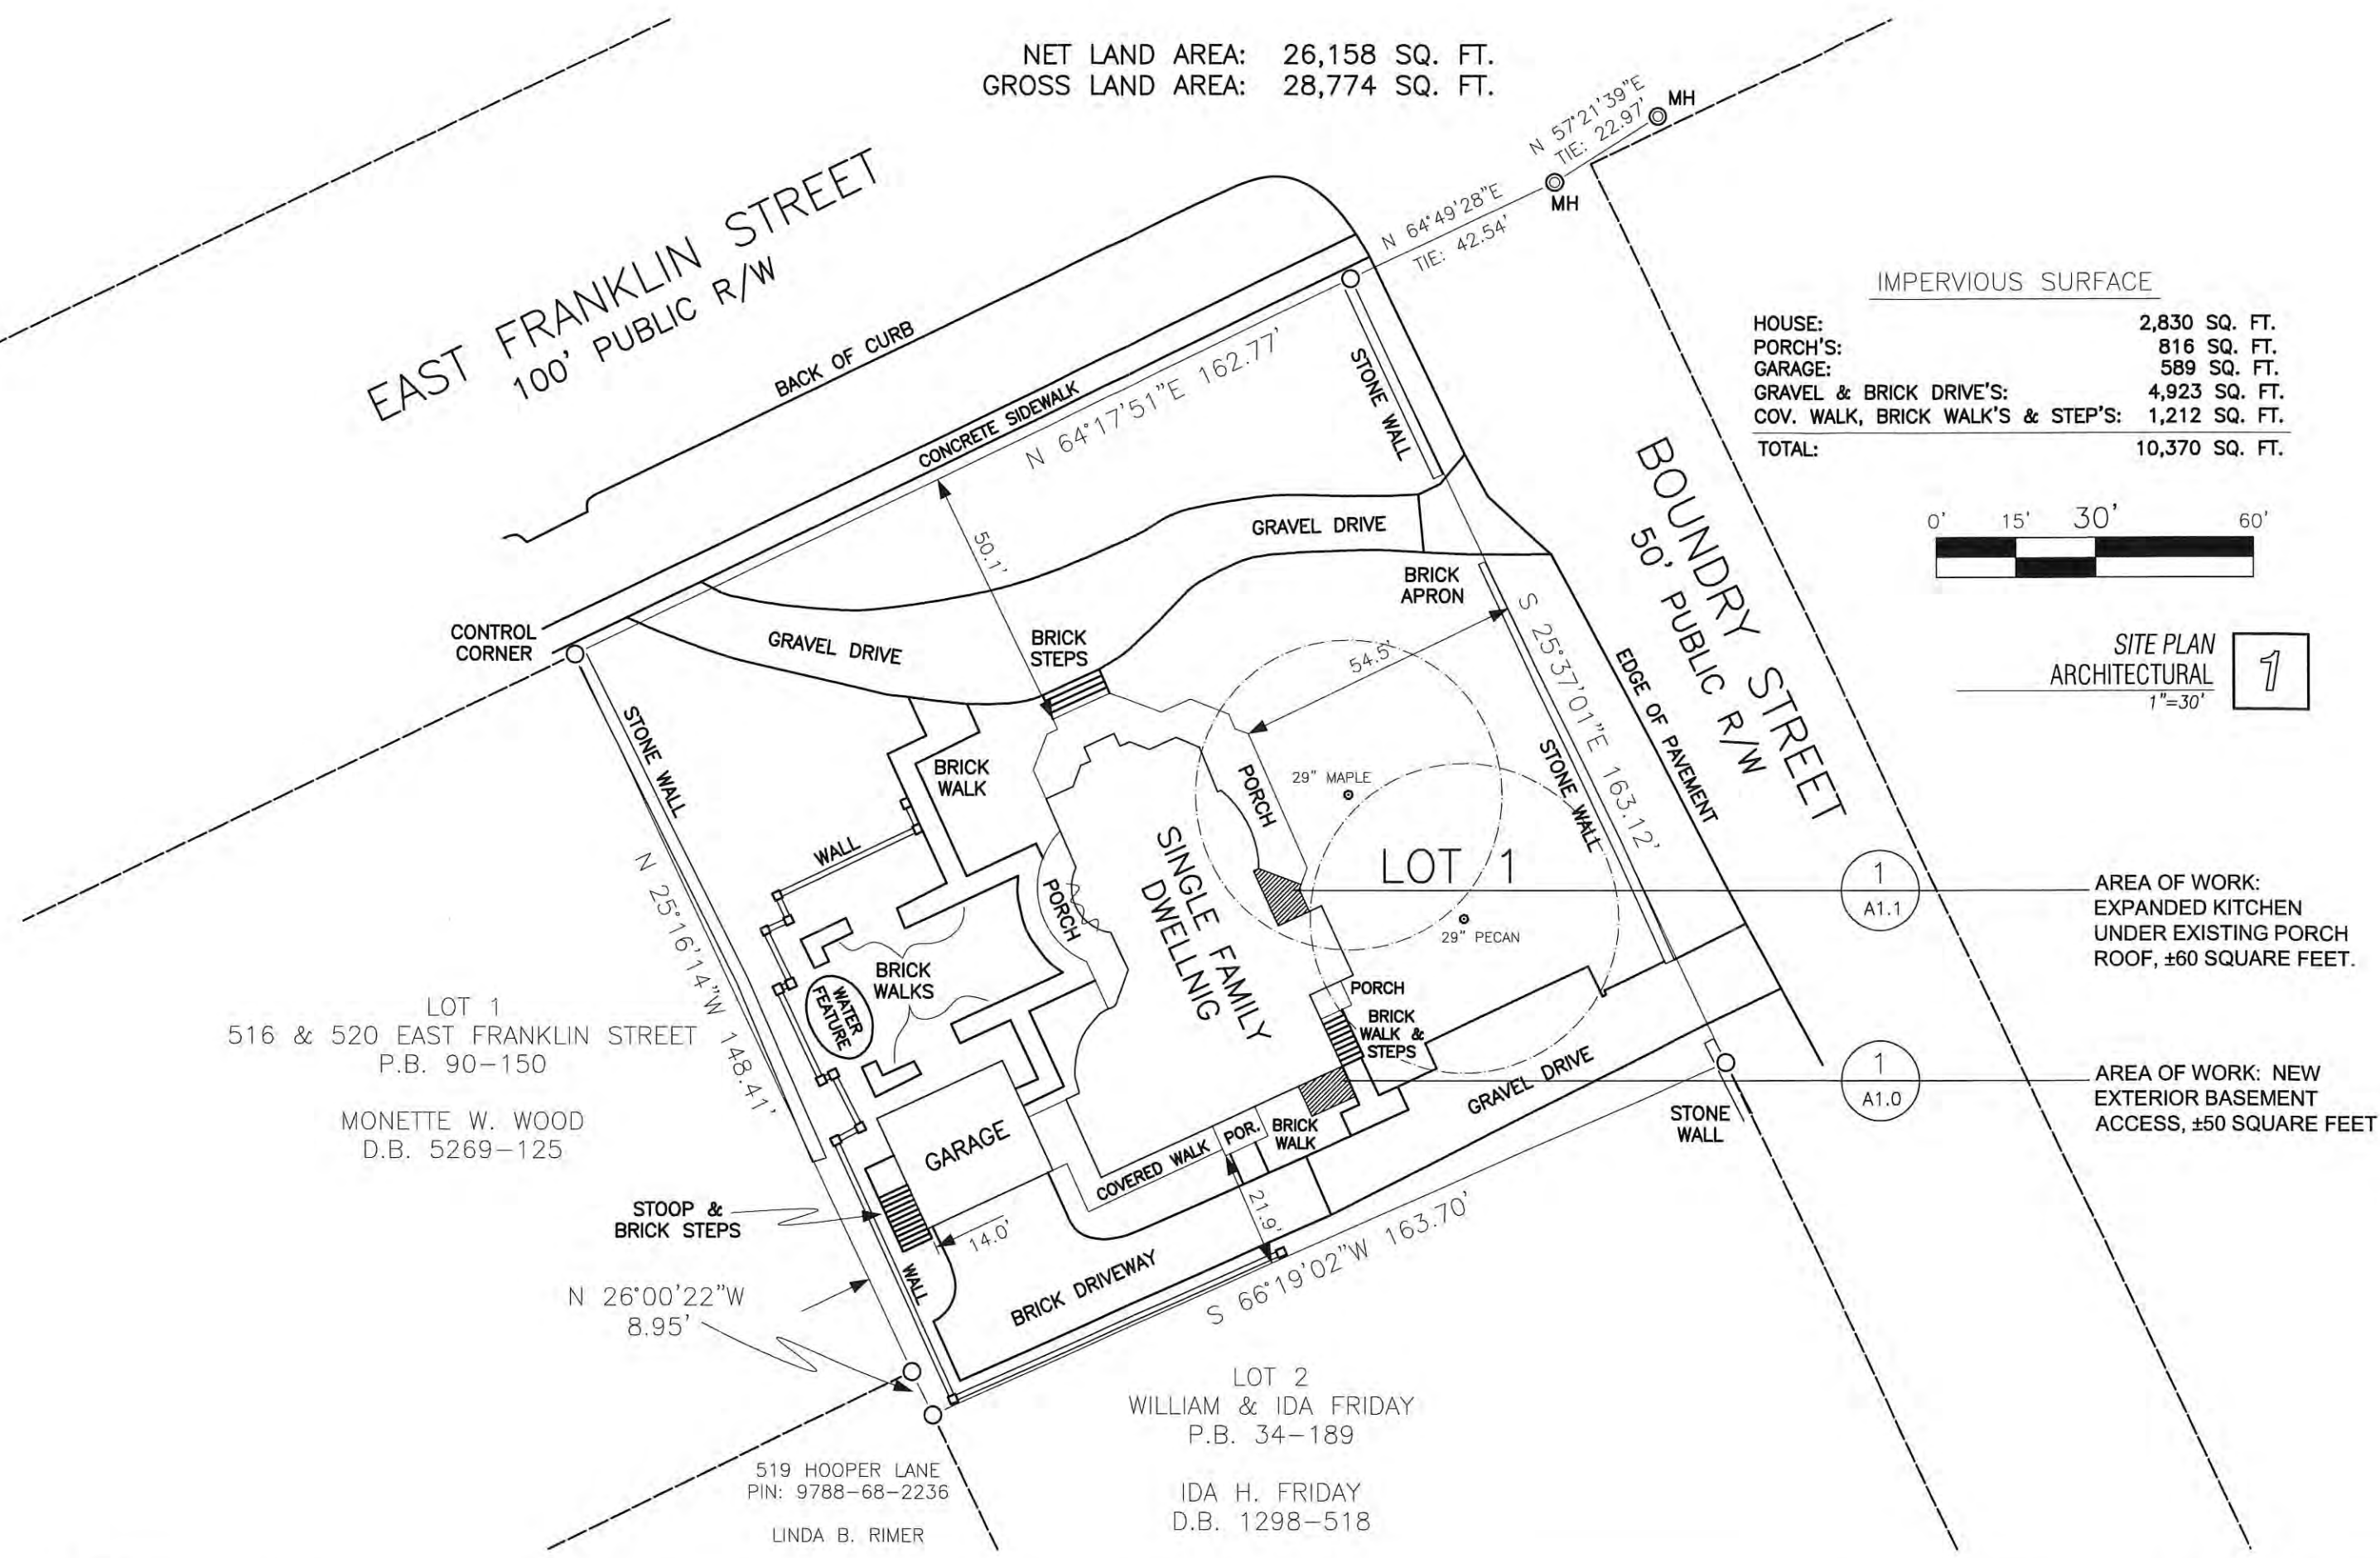 NET LAND AREA: 26,158 SQ. FT.
GROSS LAND AREA: 28,774 SQ. FT.
N 57°21'39"E
TIE: 22.97'
MH
MH
N 64°49'28"E
TIE: 42.54'
EAST FRANKLIN STREET
100' PUBLIC R/W
BACK OF CURB
CONCRETE SIDEWALK
N 64°17'51"E 162.77'
STONE WALL
IMPERVIOUS SURFACE
HOUSE: 2,830 SQ. FT.
PORCH'S: 816 SQ. FT.
GARAGE: 589 SQ. FT.
GRAVEL & BRICK DRIVE'S: 4,923 SQ. FT.
COV. WALK, BRICK WALK'S & STEP'S: 1,212 SQ. FT.
TOTAL: 10,370 SQ. FT.
0' 15' 30' 60'
SITE PLAN
ARCHITECTURAL
1"=30'
1
BOUNDRY STREET
50' PUBLIC R/W
GRAVEL DRIVE
50.1'
BRICK
APRON
CONTROL
CORNER
GRAVEL DRIVE
BRICK
STEPS
54.5'
S 25°37'01"E 163.12'
EDGE OF PAVEMENT
STONE WALL
STONE WALL
BRICK
WALK
PORCH
29" MAPLE
WALL
SINGLE FAMILY
DWELLNIG
LOT 1
PORCH
29" PECAN
1
A1.1
AREA OF WORK:
EXPANDED KITCHEN
UNDER EXISTING PORCH
ROOF, ±60 SQUARE FEET.
N 25°16'14"W 148.41'
BRICK
WALKS
WATER
FEATURE
PORCH
BRICK
WALK &
STEPS
LOT 1
516 & 520 EAST FRANKLIN STREET
P.B. 90-150
MONETTE W. WOOD
D.B. 5269-125
GRAVEL DRIVE
1
A1.0
AREA OF WORK: NEW
EXTERIOR BASEMENT
ACCESS, ±50 SQUARE FEET
STONE
WALL
GARAGE
COVERED WALK
POR.
BRICK
WALK
STOOP &
BRICK STEPS
14.0'
21.9'
WALL
BRICK DRIVEWAY
S 66°19'02"W 163.70'
N 26°00'22"W
8.95'
LOT 2
WILLIAM & IDA FRIDAY
P.B. 34-189
IDA H. FRIDAY
D.B. 1298-518
519 HOOPER LANE
PIN: 9788-68-2236
LINDA B. RIMER